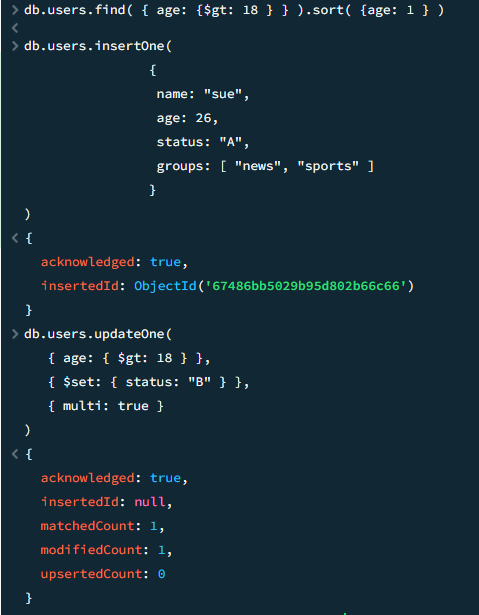 > db.users.find( { age: {$gt: 18 } } ).sort( {age: 1 } )
<
> db.users.insertOne(
{
name: "sue",
age: 26,
status: "A",
groups: [ "news", "sports" ]
}
)
< {
acknowledged: true,
insertedId: ObjectId('67486bb5029b95d802b66c66')
}
> db.users.updateOne(
{ age: { $gt: 18 } },
{ $set: { status: "B" } },
{ multi: true }
)
< {
acknowledged: true,
insertedId: null,
matchedCount: 1,
modifiedCount: 1,
upsertedCount: 0
}